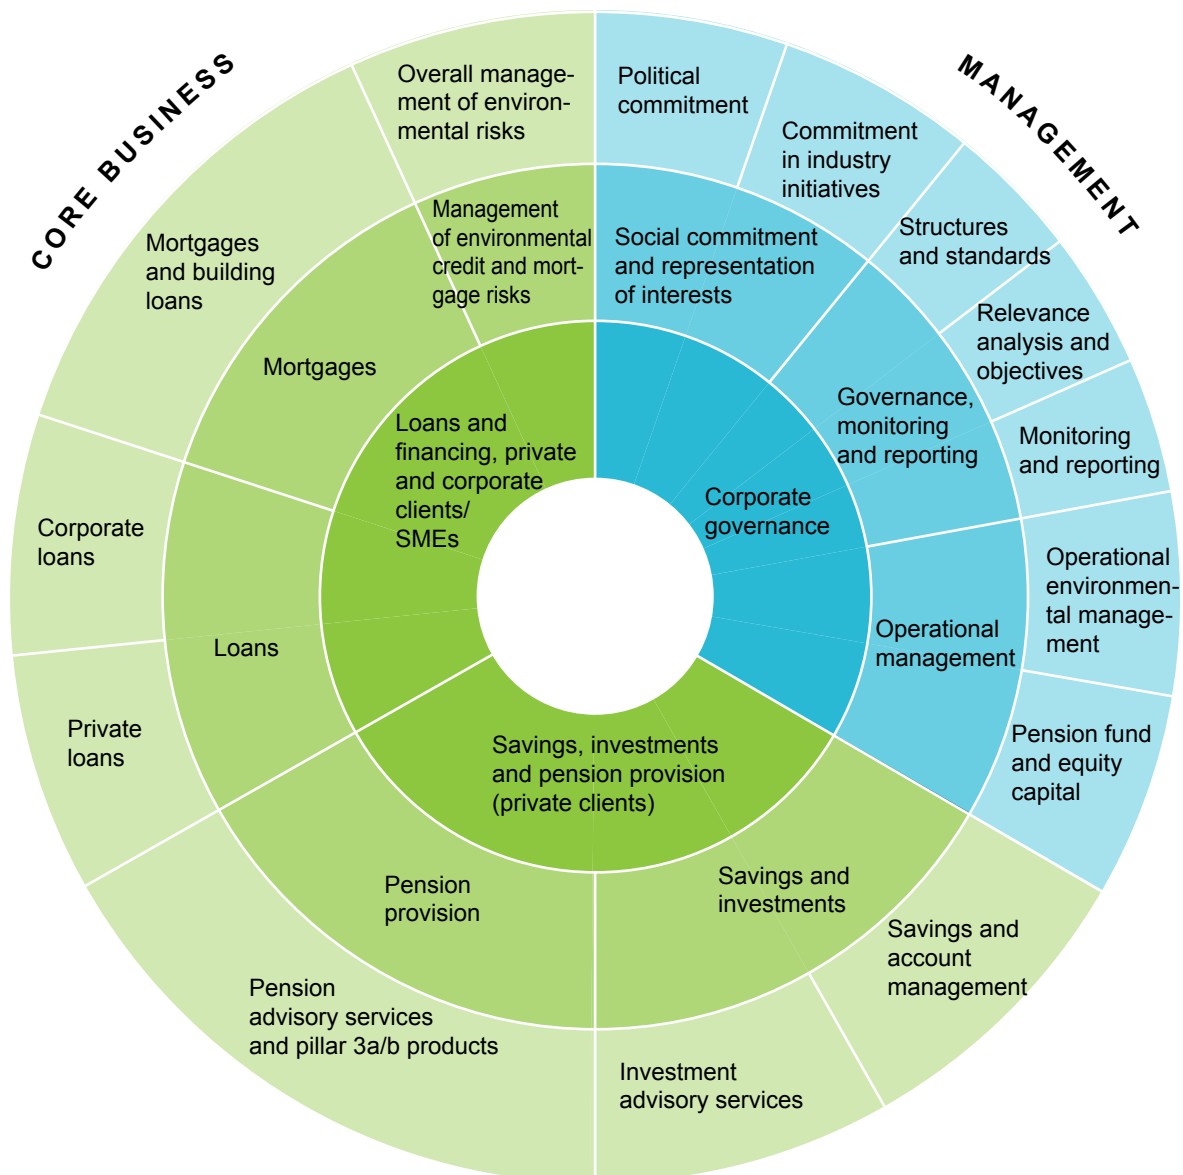 CORE BUSINESS
MANAGEMENT
Overall manage-
ment of environ-
mental risks
Political
commitment
Commitment
in industry
initiatives
Structures
and standards
Relevance
analysis and
objectives
Monitoring
and reporting
Operational
environmen-
tal manage-
ment
Pension fund
and equity
capital
Savings and
account
management
Investment
advisory services
Pension
advisory services
and pillar 3a/b products
Private
loans
Corporate
loans
Mortgages
and building
loans
Management
of environmental
credit and mort-
gage risks
Social commitment
and representation
of interests
Governance,
monitoring
and reporting
Operational
management
Savings and
investments
Pension
provision
Loans
Mortgages
Loans and
financing, private
and corporate
clients/
SMEs
Corporate
governance
Savings, investments
and pension provision
(private clients)